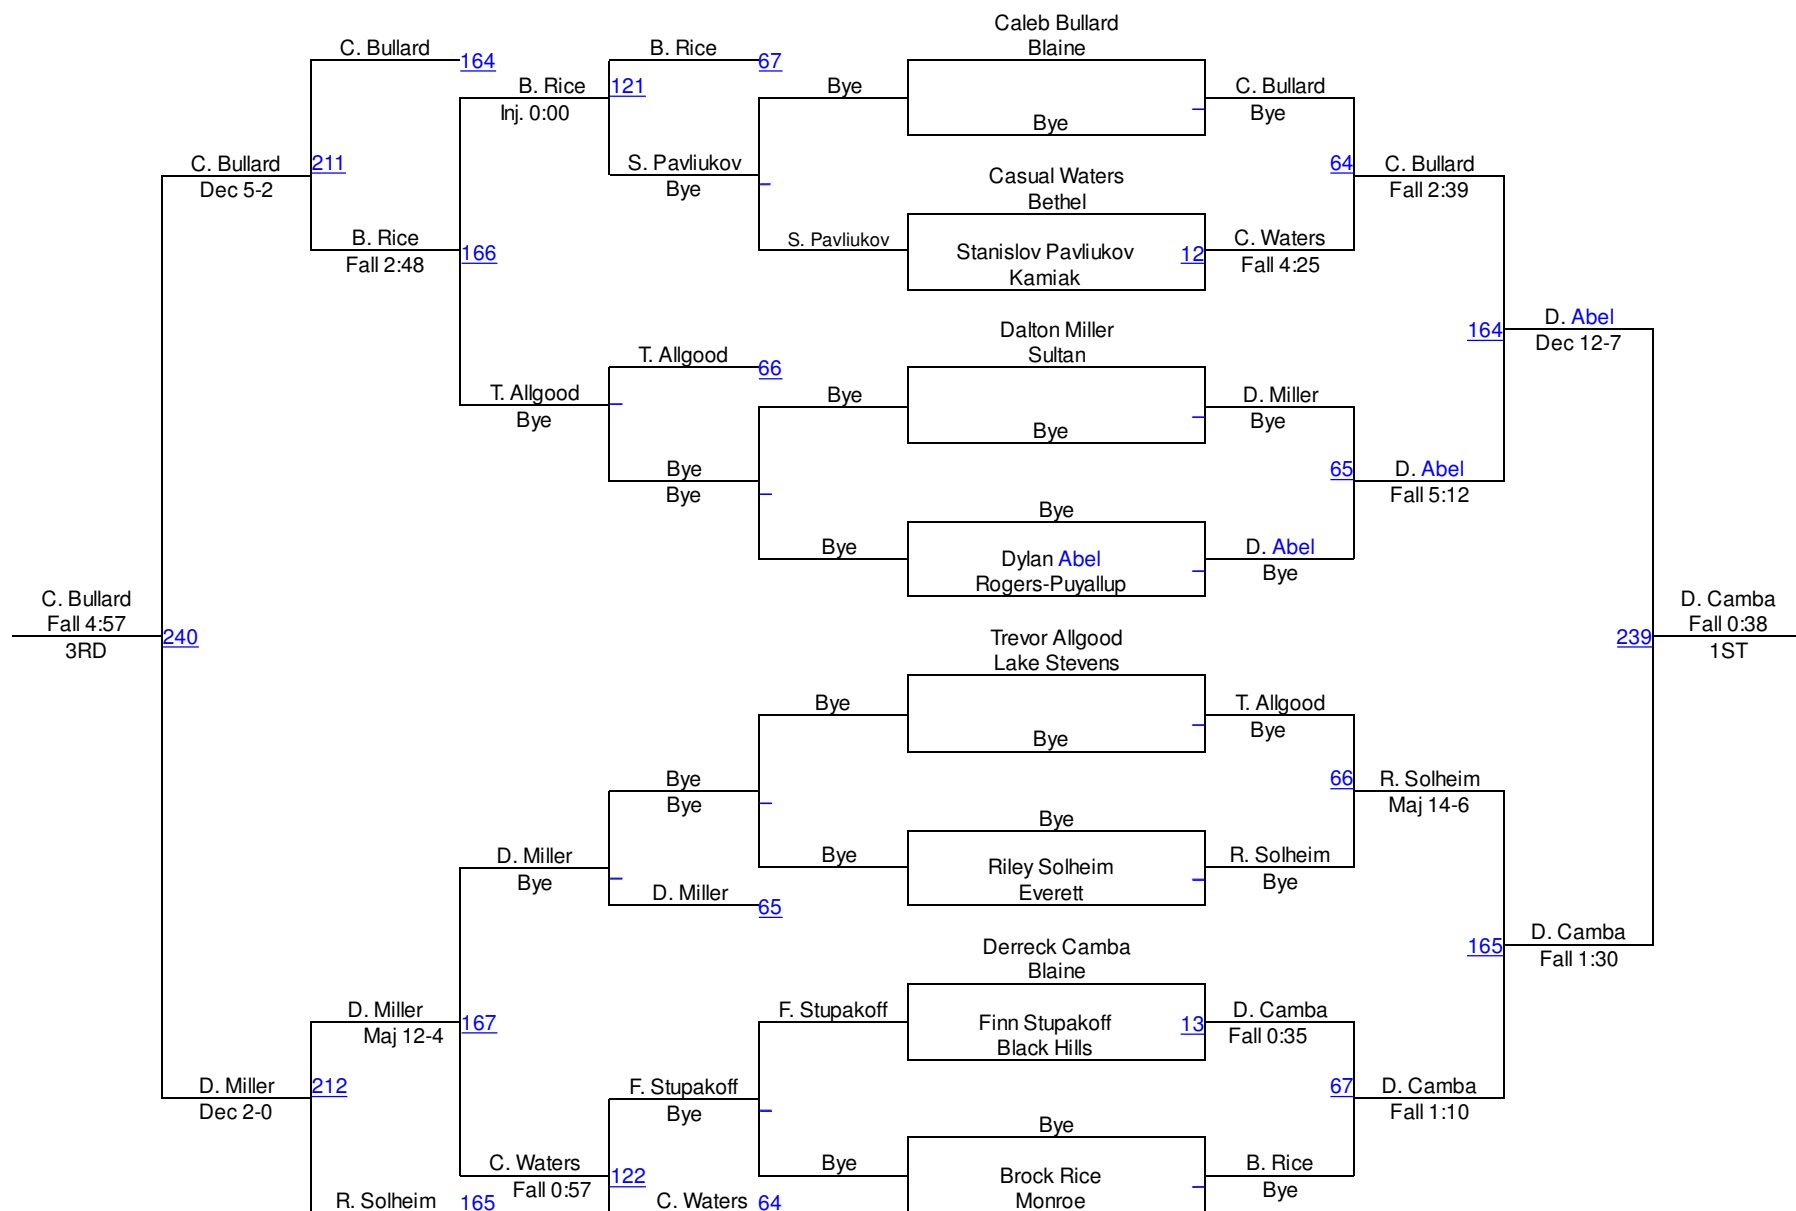 Caleb Bullard
C. Bullard
B. Rice
Blaine
164
67
B. Rice
121
Bye
C. Bullard
Inj. 0:00
Bye
Bye
C. Bullard
211
S. Pavliukov
64
C. Bullard
Dec 5-2
Bye
Casual Waters
Fall 2:39
Bethel
B. Rice
S. Pavliukov
C. Waters
Fall 2:48
166
Stanislov Pavliukov
12
Fall 4:25
Kamiak
D. Abel
Dalton Miller
164
Dec 12-7
T. Allgood
Sultan
66
T. Allgood
Bye
D. Miller
Bye
Bye
Bye
Bye
65
D. Abel
Bye
Fall 5:12
Bye
Bye
D. Abel
Dylan Abel
Bye
Rogers-Puyallup
C. Bullard
D. Camba
Fall 4:57
Fall 0:38
240
Trevor Allgood
239
3RD
1ST
Lake Stevens
Bye
T. Allgood
Bye
Bye
Bye
66
R. Solheim
Bye
Maj 14-6
Bye
D. Miller
Bye
R. Solheim
Riley Solheim
Bye
Bye
D. Miller
Everett
65
Derreck Camba
165
D. Camba
Blaine
Fall 1:30
D. Miller
F. Stupakoff
D. Camba
167
Finn Stupakoff
13
Maj 12-4
Fall 0:35
Black Hills
D. Miller
212
F. Stupakoff
67
D. Camba
Dec 2-0
Bye
Fall 1:10
Bye
C. Waters
Bye
B. Rice
122
Brock Rice
Fall 0:57
Bye
R. Solheim
165
C. Waters
64
Monroe